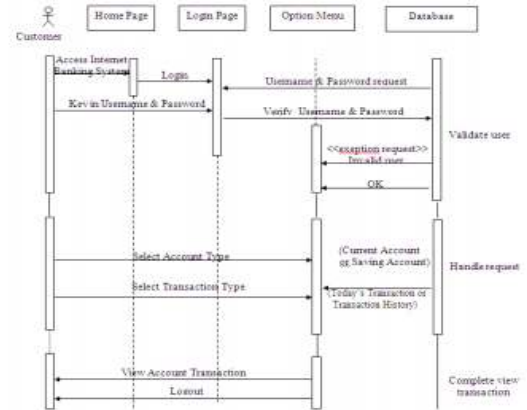 Home Page
Login Page
Option Menu
Database
Customer
Access Internet
Banking System
Login
Username & Password request
Key in Username & Password
Verify Username & Password
Validate user
<<exeption request>>
Invalid user
OK
(Current Account
or Saving Account)
Select Account Type
Handle request
Select Transaction Type
(Today's Transaction or
Transaction History)
View Account Transaction
Logout
Complete view
transaction